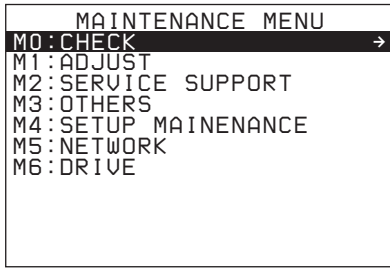 MAINTENANCE MENU
M0:CHECK →
M1:ADJUST
M2:SERVICE SUPPORT
M3:OTHERS
M4:SETUP MAINENANCE
M5:NETWORK
M6:DRIVE